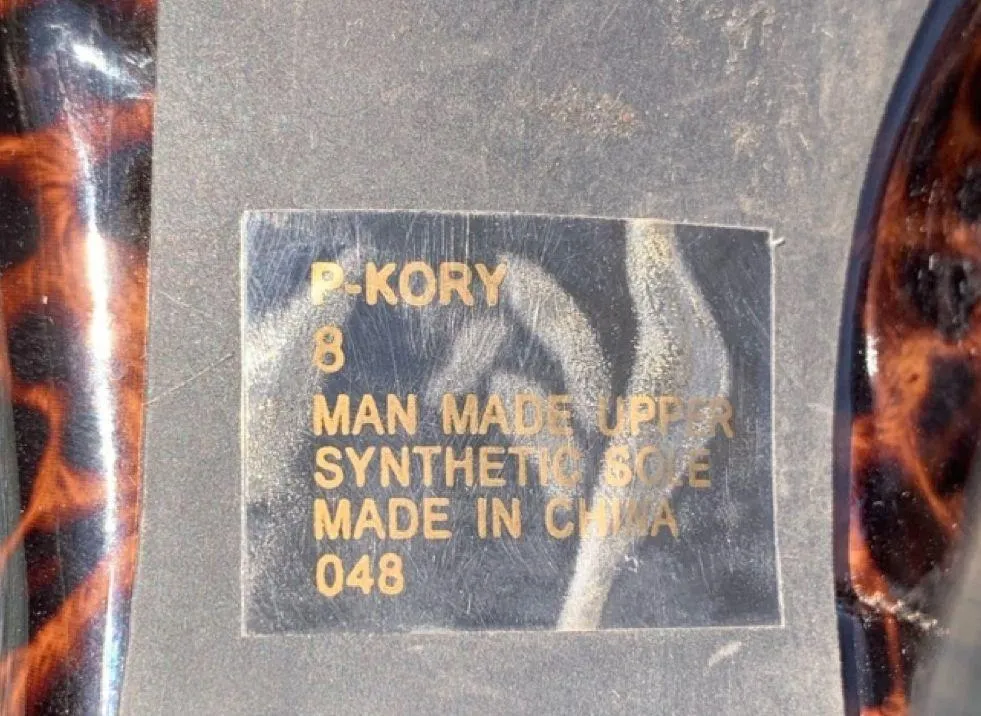 P-KORY
8
MAN MADE UPPER
SYNTHETIC SOLE
MADE IN CHINA
048